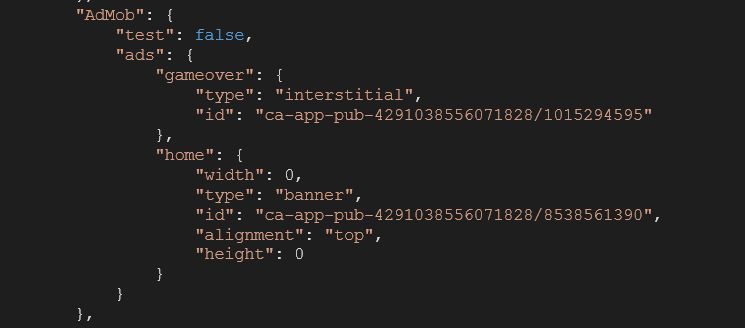 "AdMob": {
"test": false,
"ads": {
"gameover": {
"type": "interstitial",
"id": "ca-app-pub-4291038556071828/1015294595"
},
"home": {
"width": 0,
"type": "banner",
"id": "ca-app-pub-4291038556071828/8538561390",
"alignment": "top",
"height": 0
}
}
},